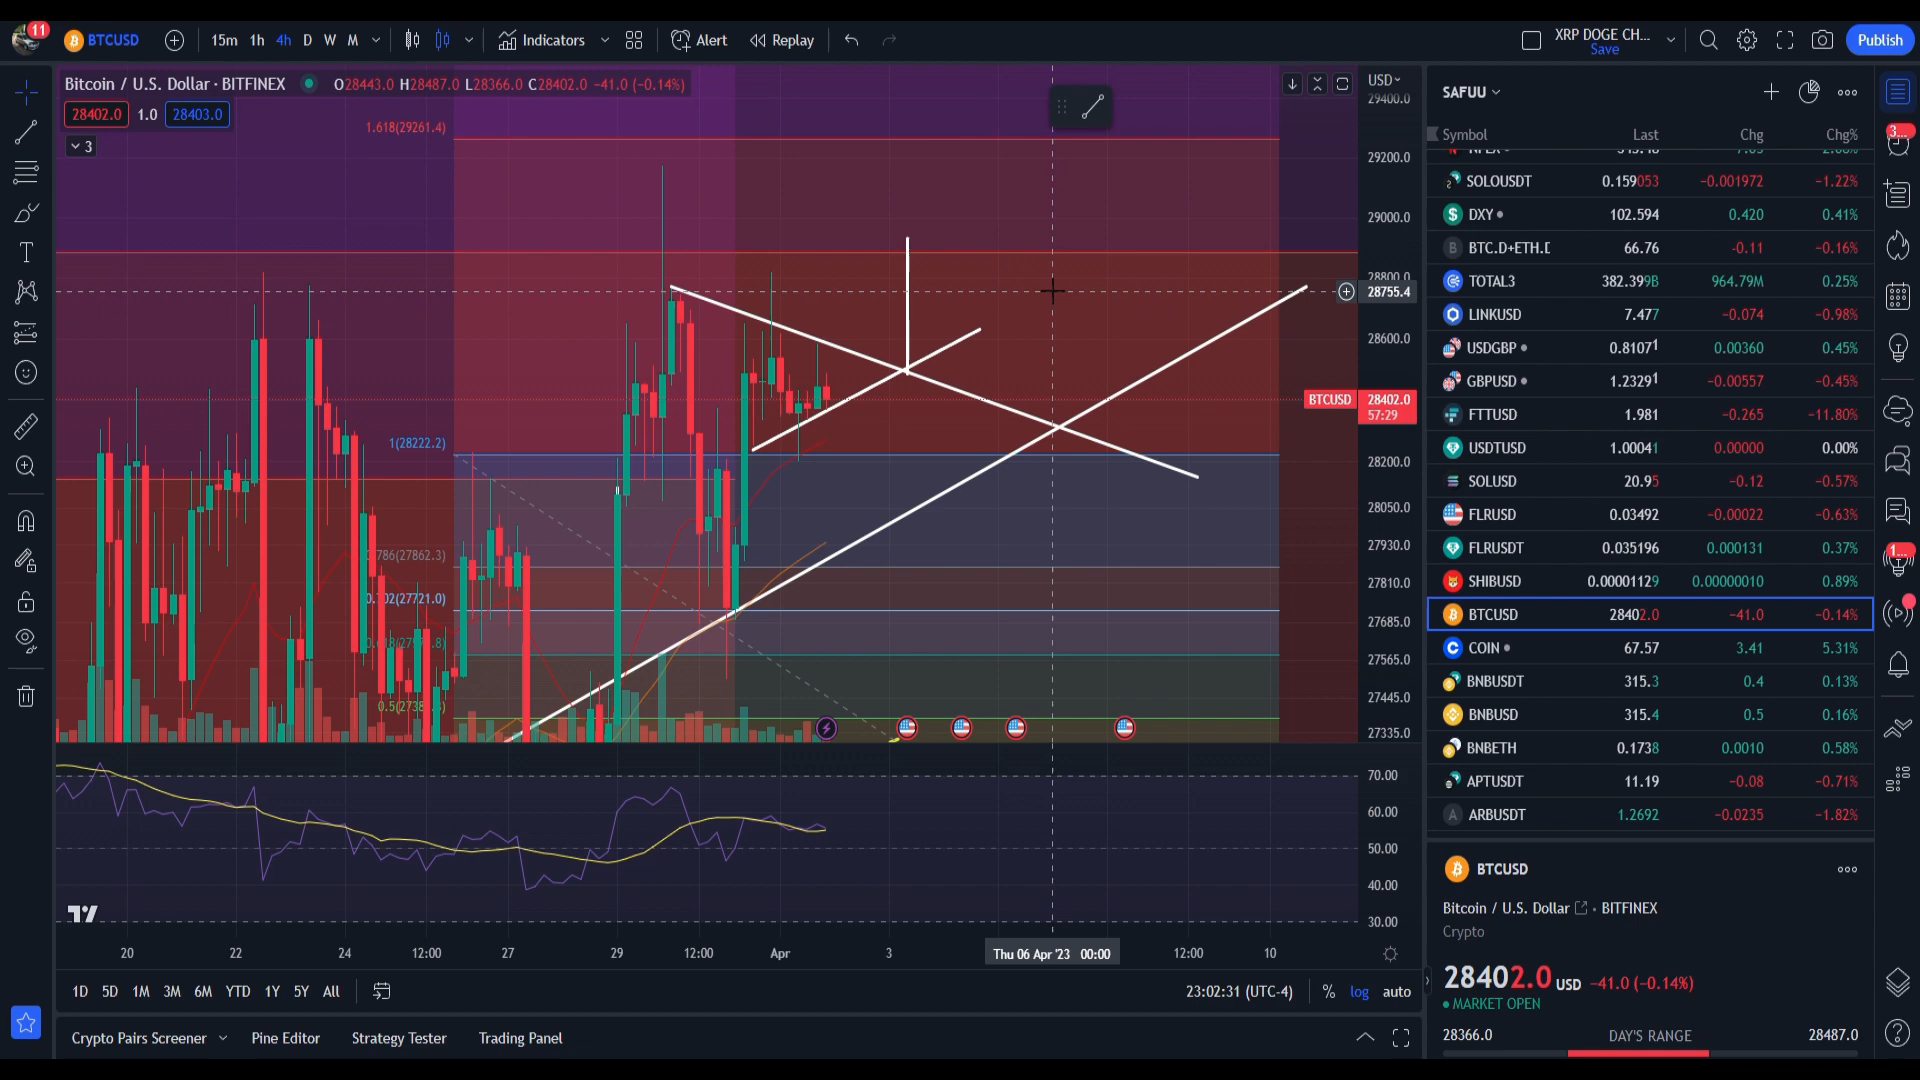 11
BTCUSD
15m 1h 4h D W M
Indicators
Alert
Replay
XRP DOGE CH...
Save
Publish
Bitcoin / U.S. Dollar · BITFINEX
O28443.0 H28487.0 L28366.0 C28402.0 −41.0 (−0.14%)
28402.0 1.0 28403.0
3
USD
29400.0
29200.0
29000.0
28800.0
28755.4
28600.0
BTCUSD 28402.0
57:29
28200.0
28050.0
27930.0
27810.0
27685.0
27565.0
27445.0
27335.0
1.618(29261.4)
1(28222.2)
0.786(27862.3)
0.702(27721.0)
70.00
60.00
50.00
40.00
30.00
20 22 24 12:00 27 29 12:00 Apr 3 Thu 06 Apr '23 00:00 12:00 10
1D 5D 1M 3M 6M YTD 1Y 5Y All
23:02:31 (UTC-4) % log auto
Crypto Pairs Screener Pine Editor Strategy Tester Trading Panel
SAFUU
Symbol Last Chg Chg%
SOLOUSDT 0.159053 −0.001972 −1.22%
DXY 102.594 0.420 0.41%
BTC.D+ETH.D 66.76 −0.11 −0.16%
TOTAL3 382.399B 964.79M 0.25%
LINKUSD 7.477 −0.074 −0.98%
USDGBP 0.81071 0.00360 0.45%
GBPUSD 1.23291 −0.00557 −0.45%
FTTUSD 1.981 −0.265 −11.80%
USDTUSD 1.00041 0.00000 0.00%
SOLUSD 20.95 −0.12 −0.57%
FLRUSD 0.03492 −0.00022 −0.63%
FLRUSDT 0.035196 0.000131 0.37%
SHIBUSD 0.00001129 0.00000010 0.89%
BTCUSD 28402.0 −41.0 −0.14%
COIN 67.57 3.41 5.31%
BNBUSDT 315.3 0.4 0.13%
BNBUSD 315.4 0.5 0.16%
BNBETH 0.1738 0.0010 0.58%
APTUSDT 11.19 −0.08 −0.71%
ARBUSDT 1.2692 −0.0235 −1.82%
BTCUSD
Bitcoin / U.S. Dollar · BITFINEX
Crypto
28402.0 USD −41.0 (−0.14%)
MARKET OPEN
28366.0 DAY'S RANGE 28487.0
3...
1...